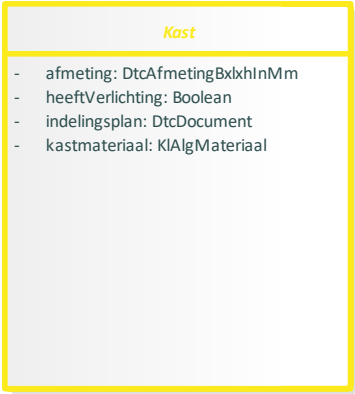 Kast
- afmeting: DtcAfmetingBxlxhInMm
- heeftVerlichting: Boolean
- indelingsplan: DtcDocument
- kastmateriaal: KlAlgMateriaal